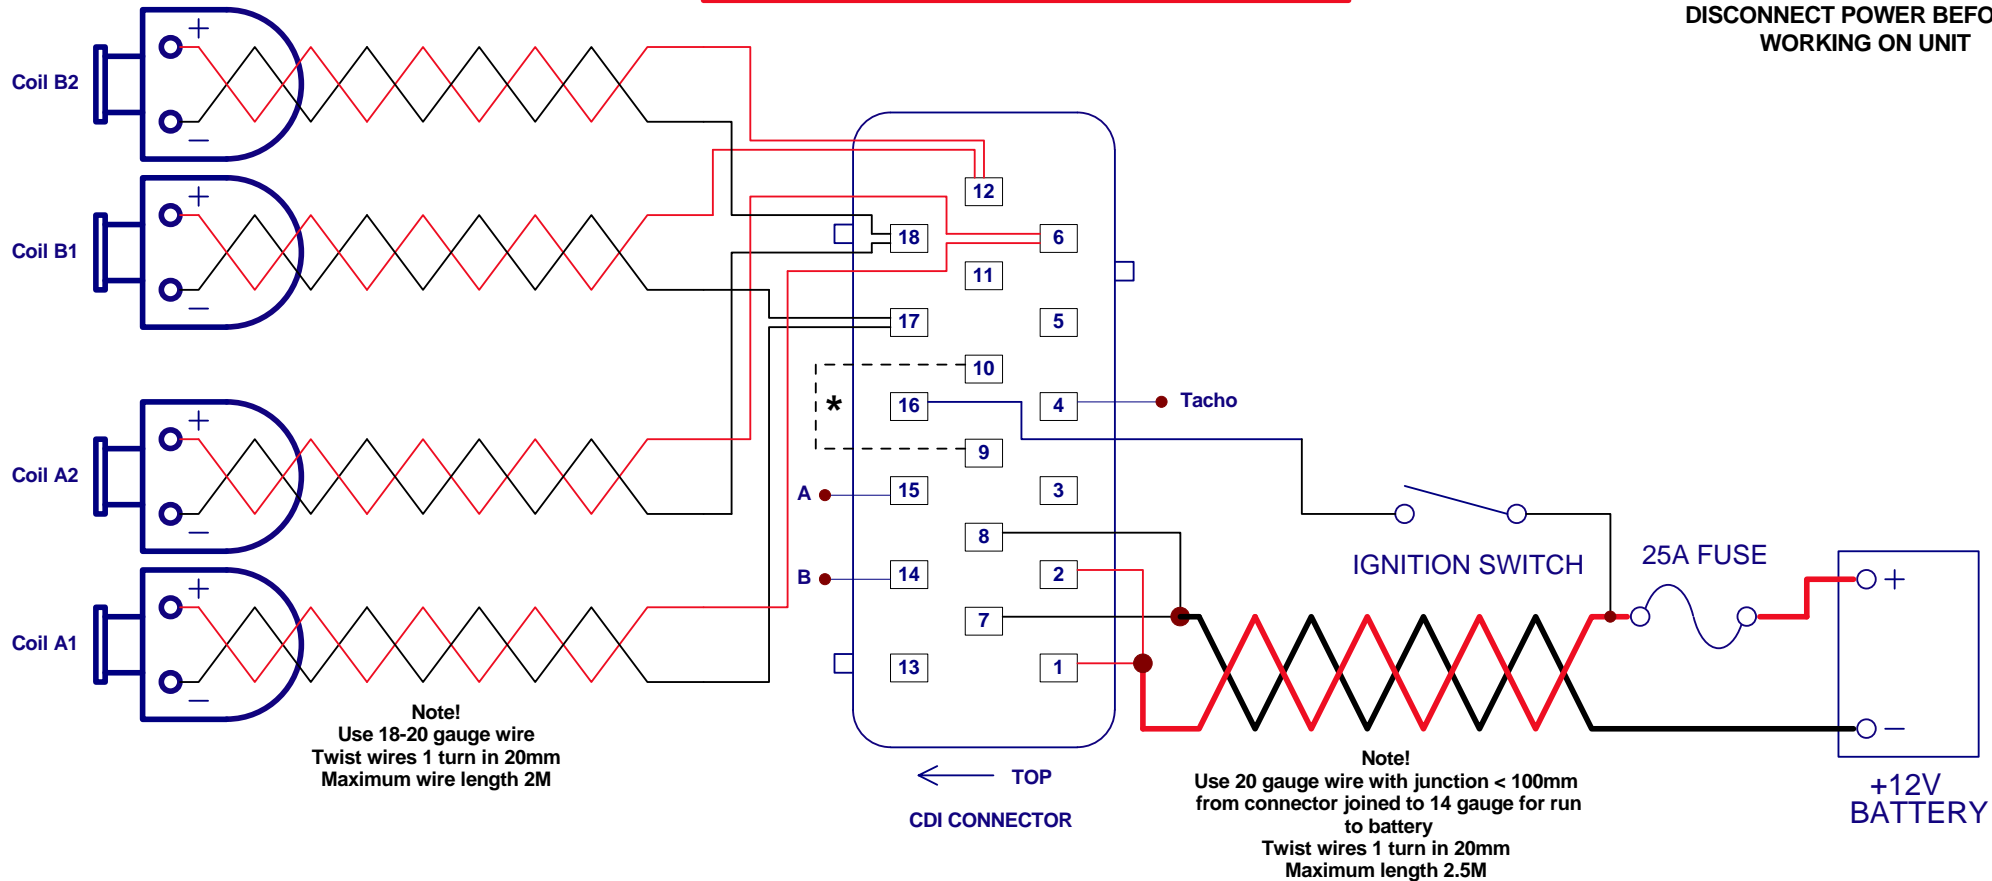 DISCONNECT POWER
WORKING ON UNIT
Coil B2
+
−
Coil B1
+
−
Coil A2
+
−
Coil A1
+
−
12
18
6
11
17
5
10
*
16
4
Tacho
9
A
15
3
8
B
14
2
7
13
1
IGNITION SWITCH
25A FUSE
+
−
+12V
BATTERY
Note!
Use 18-20 gauge wire
Twist wires 1 turn in 20mm
Maximum wire length 2M
TOP
CDI CONNECTOR
Note!
Use 20 gauge wire with junction < 100mm
from connector joined to 14 gauge for run
to battery
Twist wires 1 turn in 20mm
Maximum length 2.5M